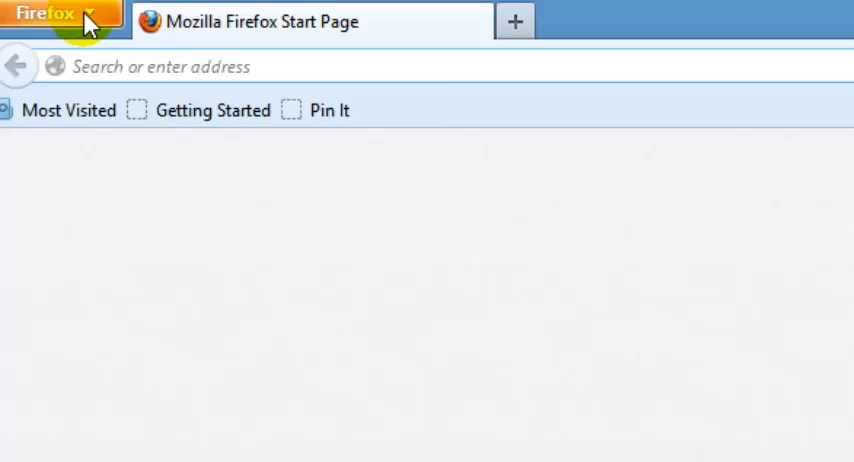 Firefox
Mozilla Firefox Start Page
Search or enter address
Most Visited Getting Started Pin It